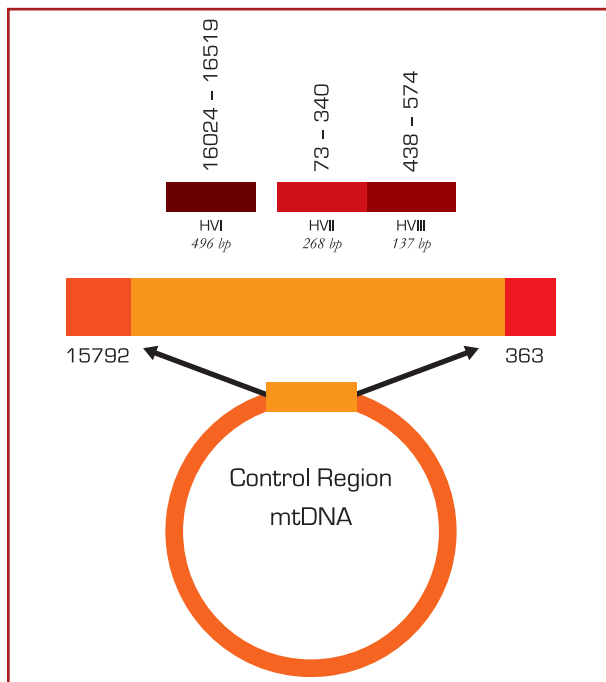 16024 – 16519
73 – 340
438 – 574
HVI
496 bp
HVII
268 bp
HVIII
137 bp
15792
363
Control Region
mtDNA